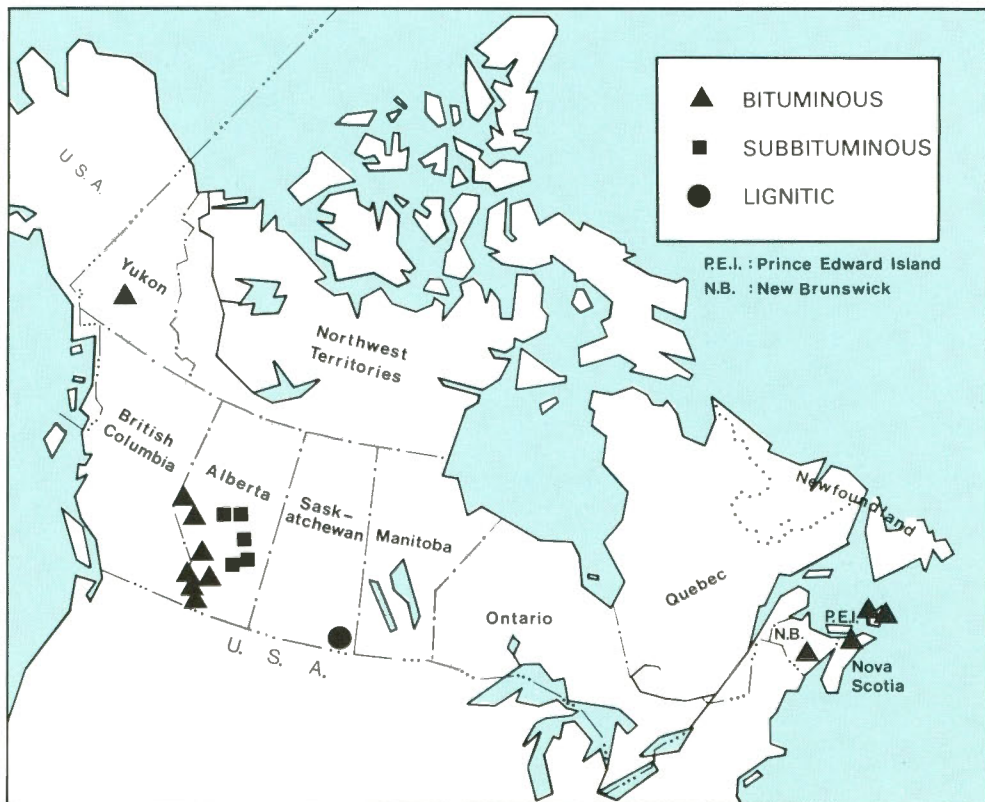 BITUMINOUS
SUBBITUMINOUS
LIGNITIC
P.E.I. : Prince Edward Island
N.B. : New Brunswick
U.S.A.
Yukon
Northwest
Territories
British
Columbia
Alberta
Sask-
atchewan
Manitoba
Ontario
Quebec
Newfoundland
P.E.I.
N.B.
Nova
Scotia
U. S. A.